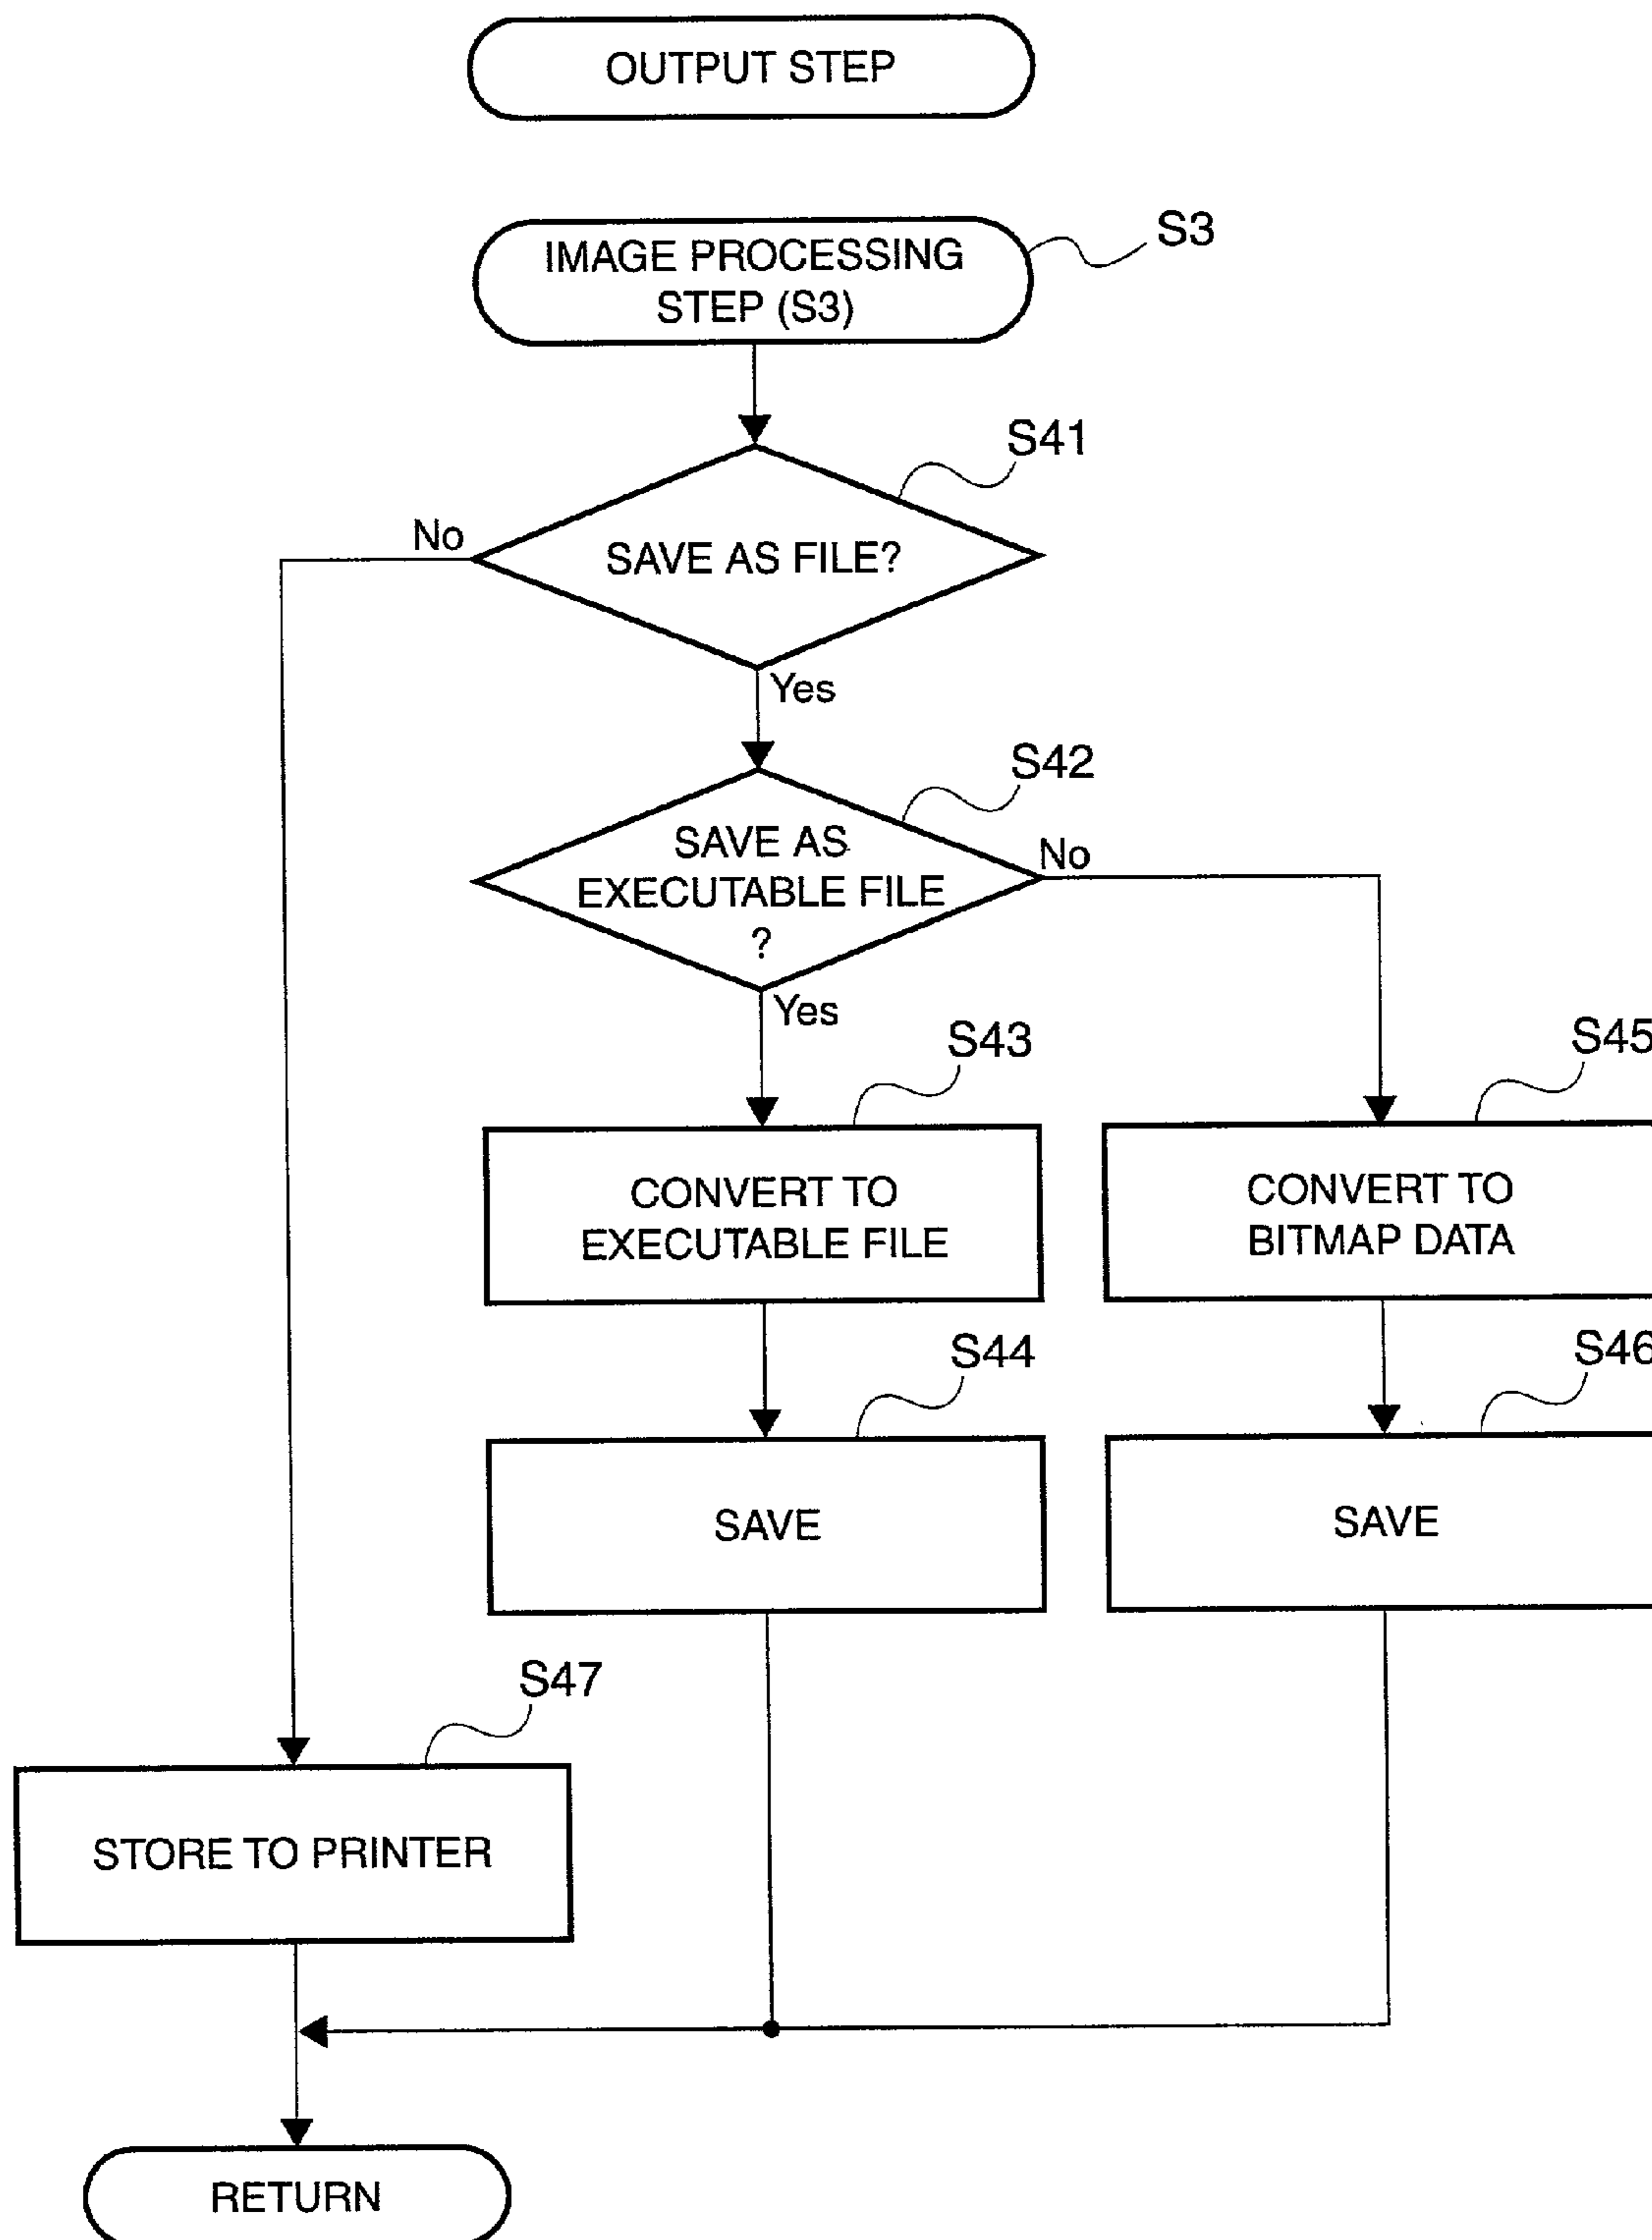 OUTPUT STEP
IMAGE PROCESSING
STEP (S3)
S3
S41
No
SAVE AS FILE?
Yes
S42
SAVE AS
EXECUTABLE FILE
?
No
Yes
S43
S45
CONVERT TO
EXECUTABLE FILE
CONVERT TO
BITMAP DATA
S44
S46
SAVE
SAVE
S47
STORE TO PRINTER
RETURN